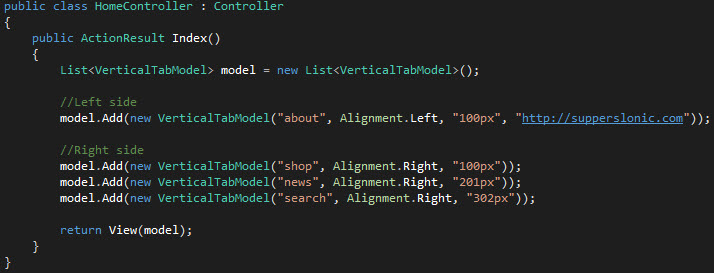 public class HomeController : Controller
{
    public ActionResult Index()
    {
        List<VerticalTabModel> model = new List<VerticalTabModel>();
        //Left side
        model.Add(new VerticalTabModel("about", Alignment.Left, "100px", "http://supperslonic.com"));
        //Right side
        model.Add(new VerticalTabModel("shop", Alignment.Right, "100px"));
        model.Add(new VerticalTabModel("news", Alignment.Right, "201px"));
        model.Add(new VerticalTabModel("search", Alignment.Right, "302px"));
        return View(model);
    }
}